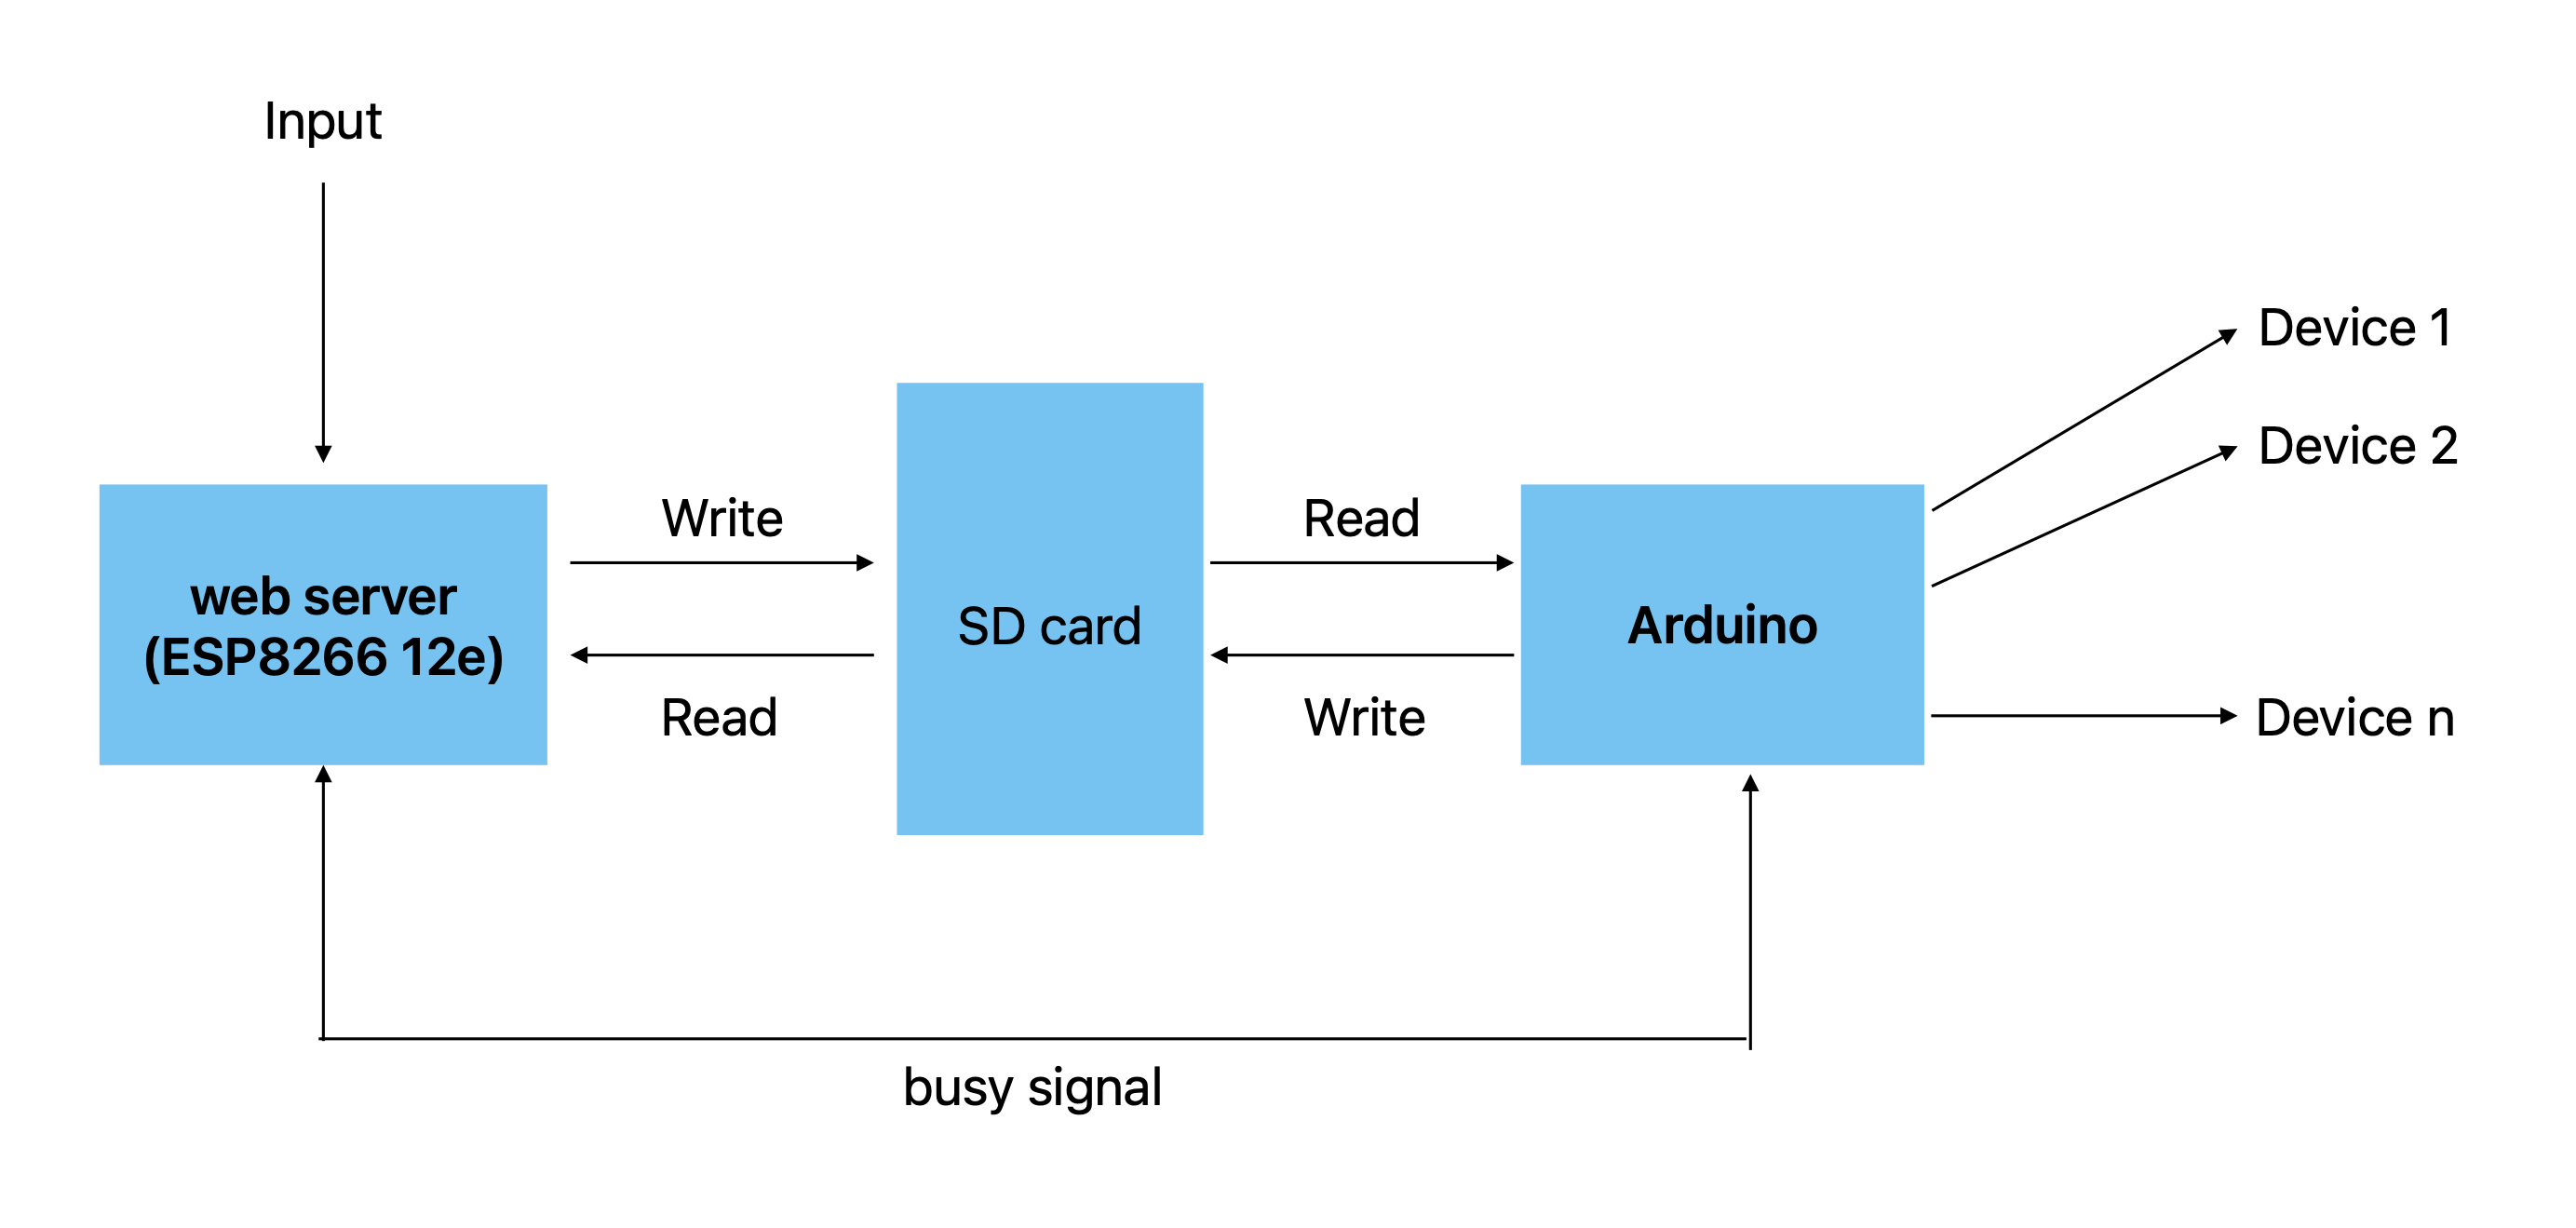 Input
Device 1
Device 2
Write
Read
web server
(ESP8266 12e)
SD card
Arduino
Read
Write
Device n
busy signal